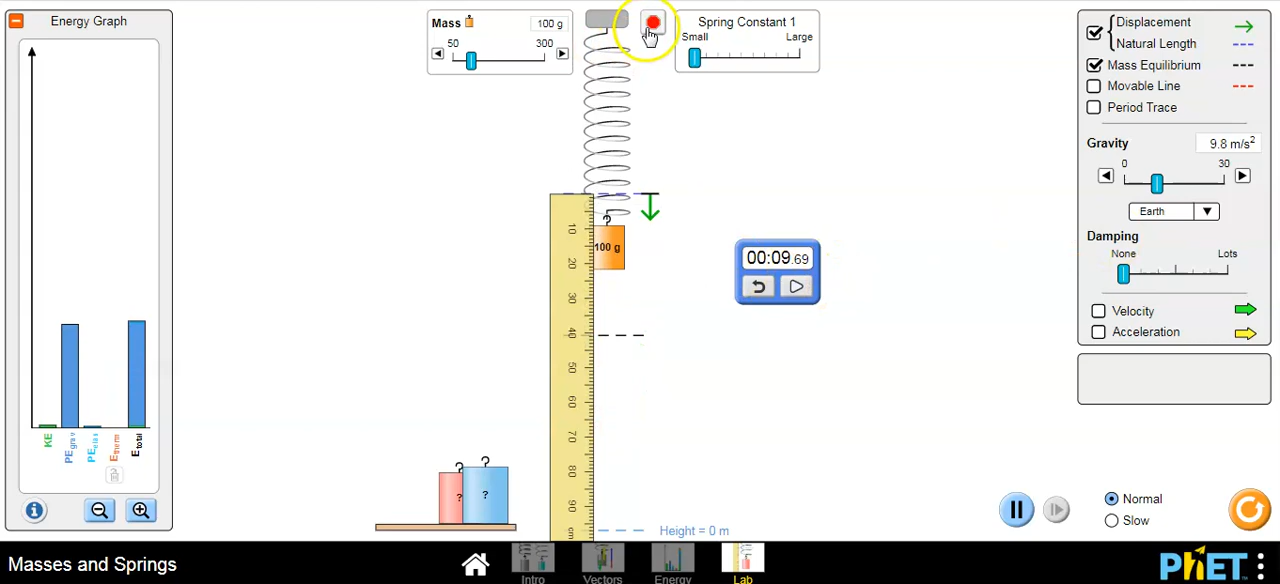 Energy Graph
KE
PEgrav
PEelas
Etherm
Etotal
Mass
100 g
50
300
Spring Constant 1
Small
Large
100 g
10
20
30
40
50
60
70
80
90
cm
00:09.69
?
?
?
?
?
Height = 0 m
Displacement
Natural Length
Mass Equilibrium
Movable Line
Period Trace
Gravity
9.8 m/s²
0
30
Earth
Damping
None
Lots
Velocity
Acceleration
Normal
Slow
Masses and Springs
Intro
Vectors
Energy
Lab
PhET